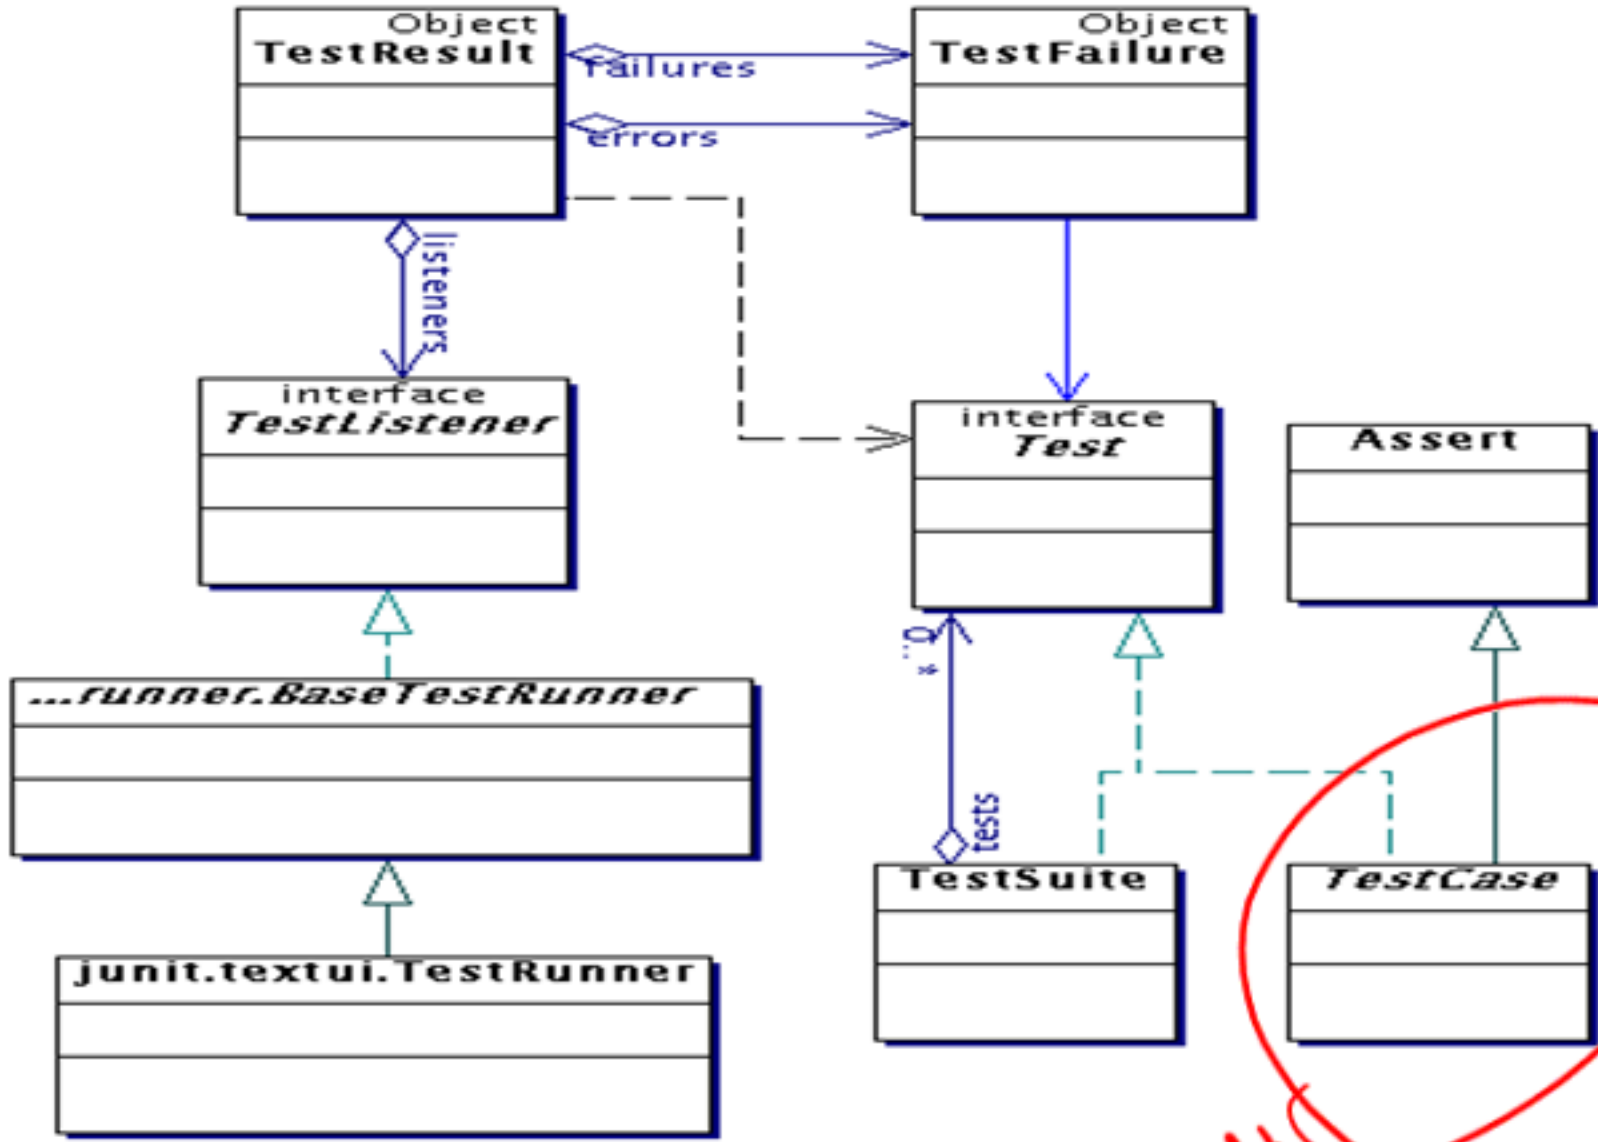 Object
TestResult
Object
TestFailure
failures
errors
listeners
interface
TestListener
interface
Test
Assert
0..*
...runner.BaseTestRunner
tests
TestSuite
TestCase
junit.textui.TestRunner